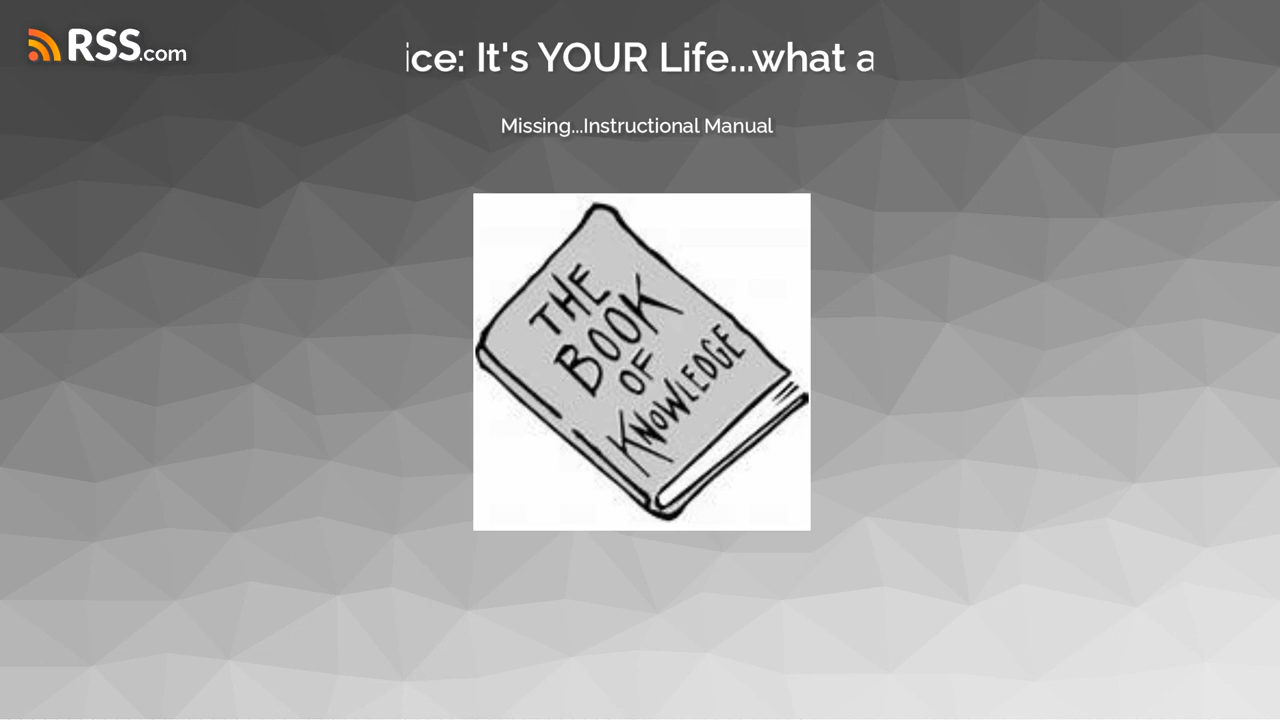 RSS.com
ice: It's YOUR Life...what a
Missing...Instructional Manual
THE
BOOK
OF
KNOWLEDGE